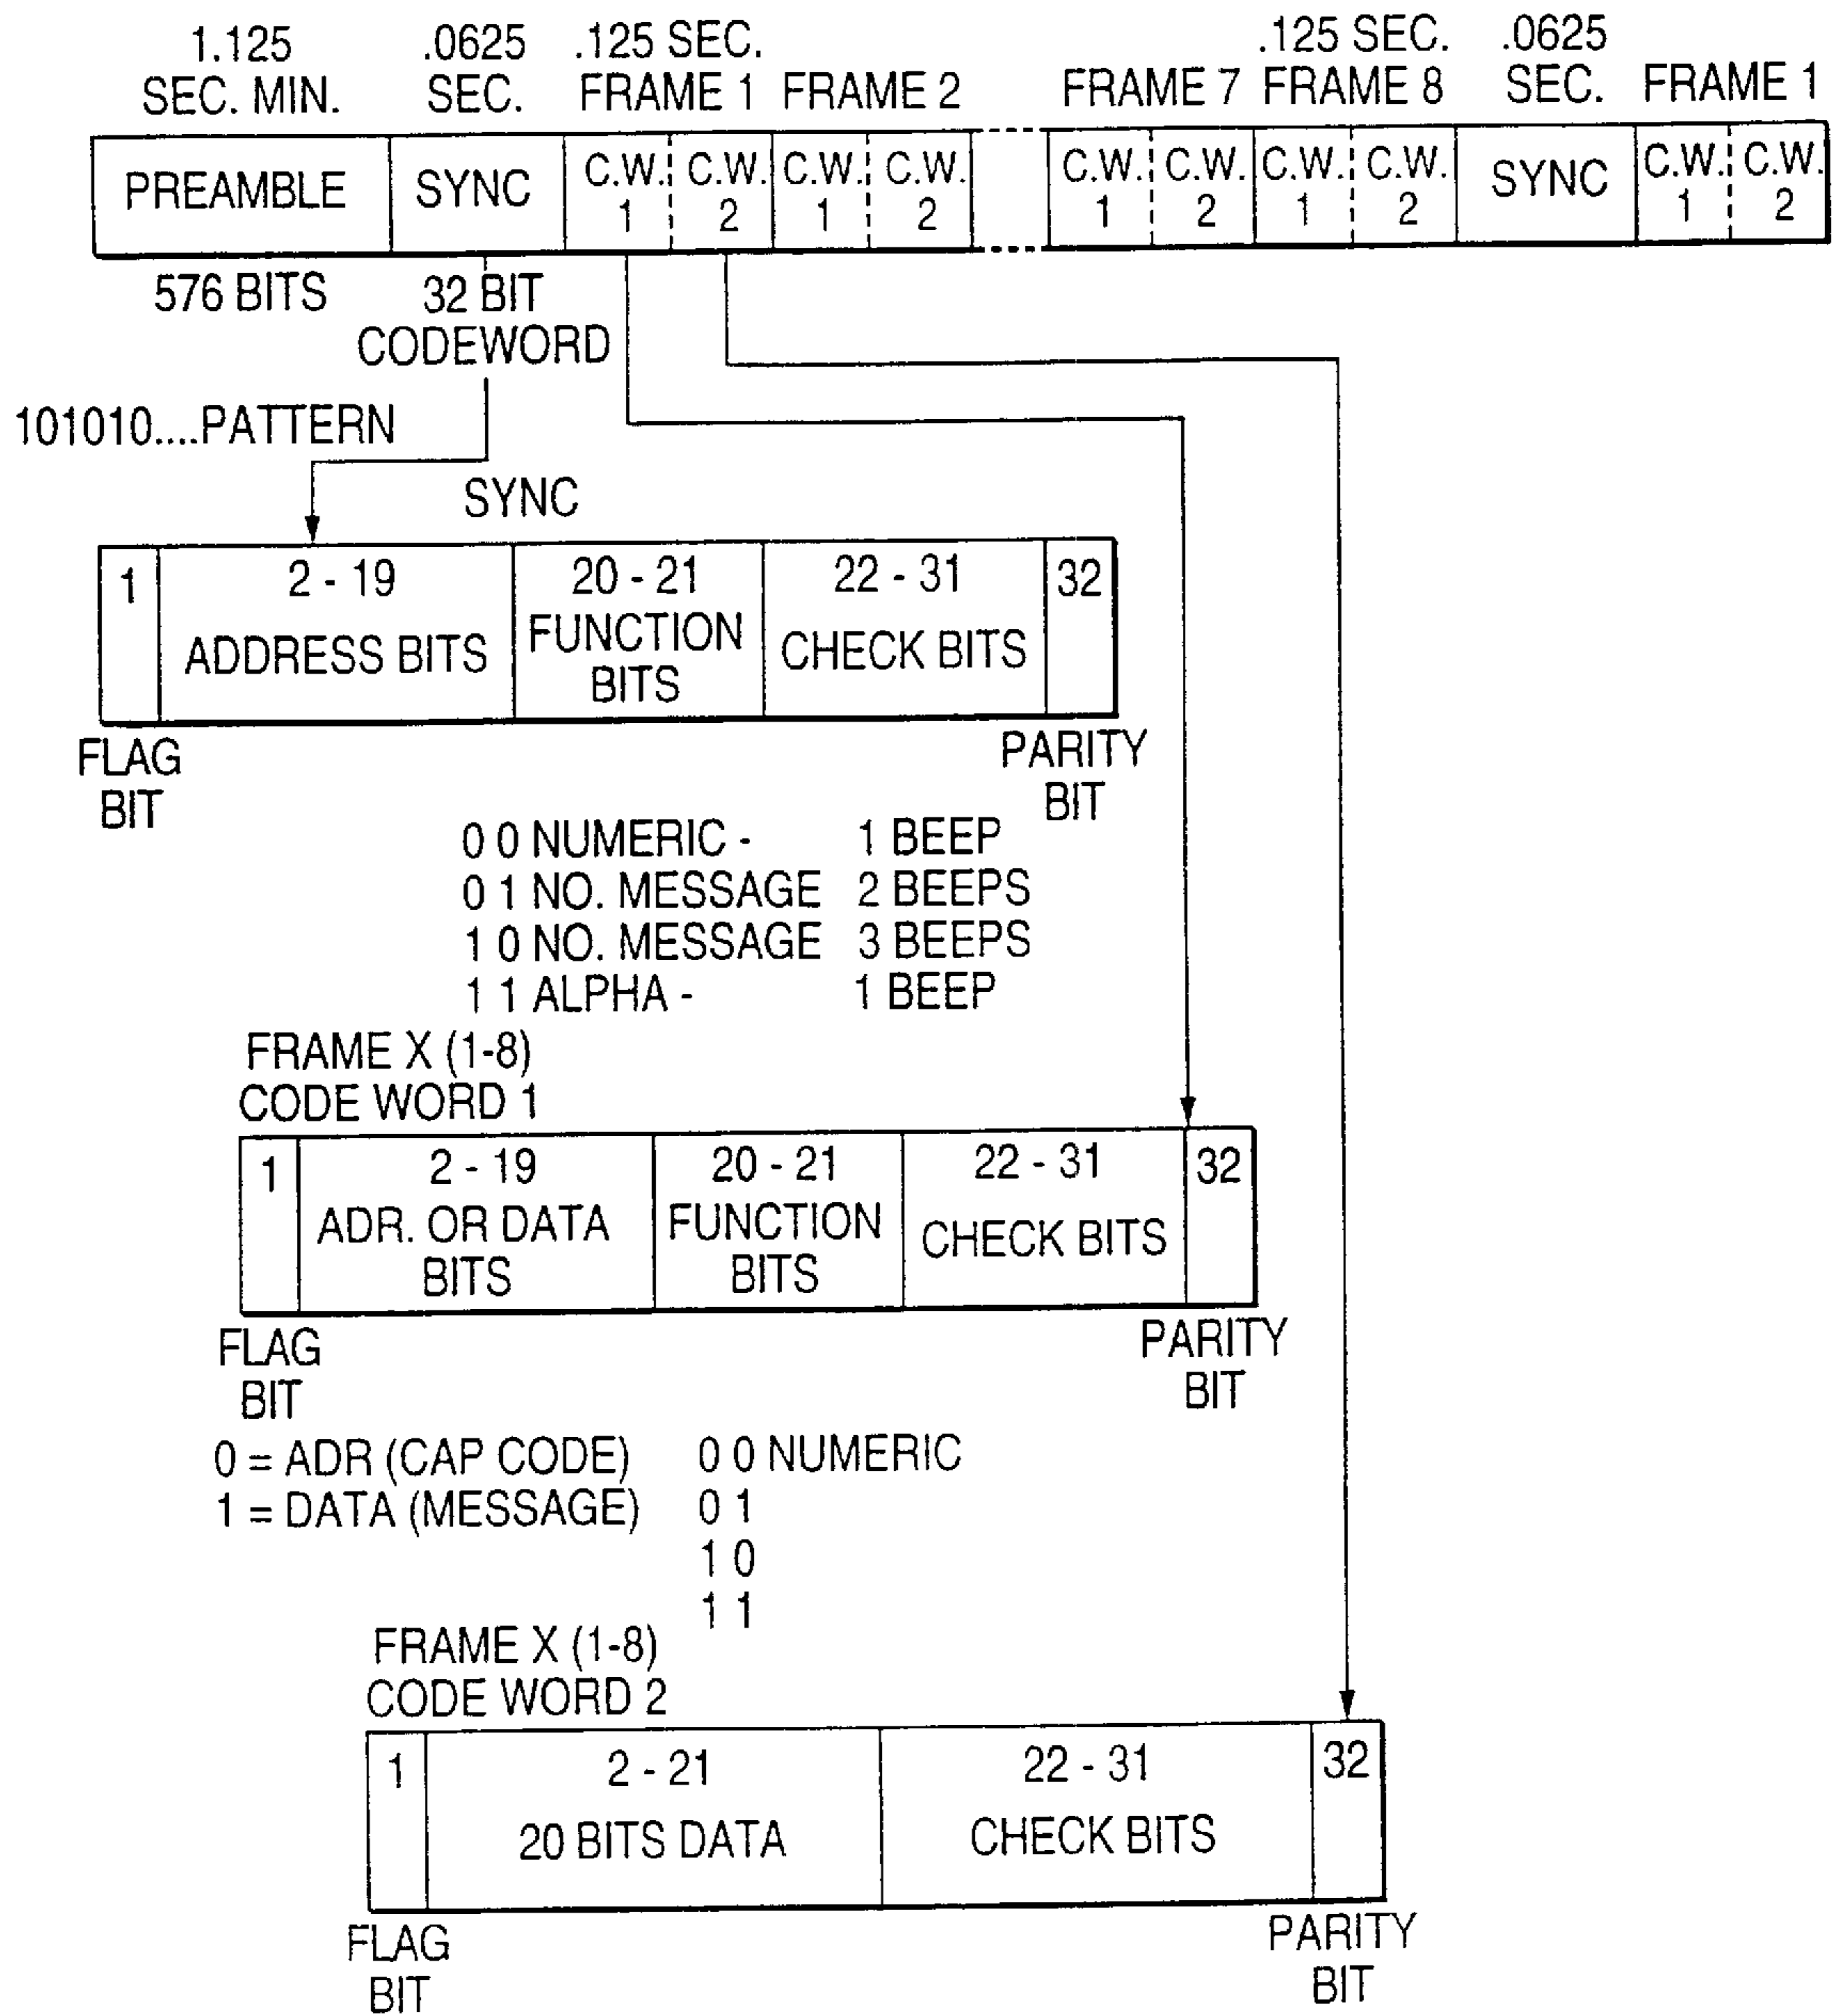 1.125 SEC. MIN.
.0625 SEC.
.125 SEC. FRAME 1
FRAME 2
FRAME 7
.125 SEC. FRAME 8
.0625 SEC.
FRAME 1
PREAMBLE
SYNC
C.W. 1
C.W. 2
C.W. 1
C.W. 2
C.W. 1
C.W. 2
C.W. 1
C.W. 2
SYNC
C.W. 1
C.W. 2
576 BITS
32 BIT
CODEWORD
101010....PATTERN
SYNC
1
2 - 19
ADDRESS BITS
20 - 21
FUNCTION
BITS
22 - 31
CHECK BITS
32
FLAG
BIT
PARITY
BIT
0 0 NUMERIC - 1 BEEP
0 1 NO. MESSAGE 2 BEEPS
1 0 NO. MESSAGE 3 BEEPS
1 1 ALPHA - 1 BEEP
FRAME X (1-8)
CODE WORD 1
1
2 - 19
ADR. OR DATA
BITS
20 - 21
FUNCTION
BITS
22 - 31
CHECK BITS
32
FLAG
BIT
PARITY
BIT
0 = ADR (CAP CODE) 0 0 NUMERIC
1 = DATA (MESSAGE) 0 1
1 0
1 1
FRAME X (1-8)
CODE WORD 2
1
2 - 21
20 BITS DATA
22 - 31
CHECK BITS
32
FLAG
BIT
PARITY
BIT